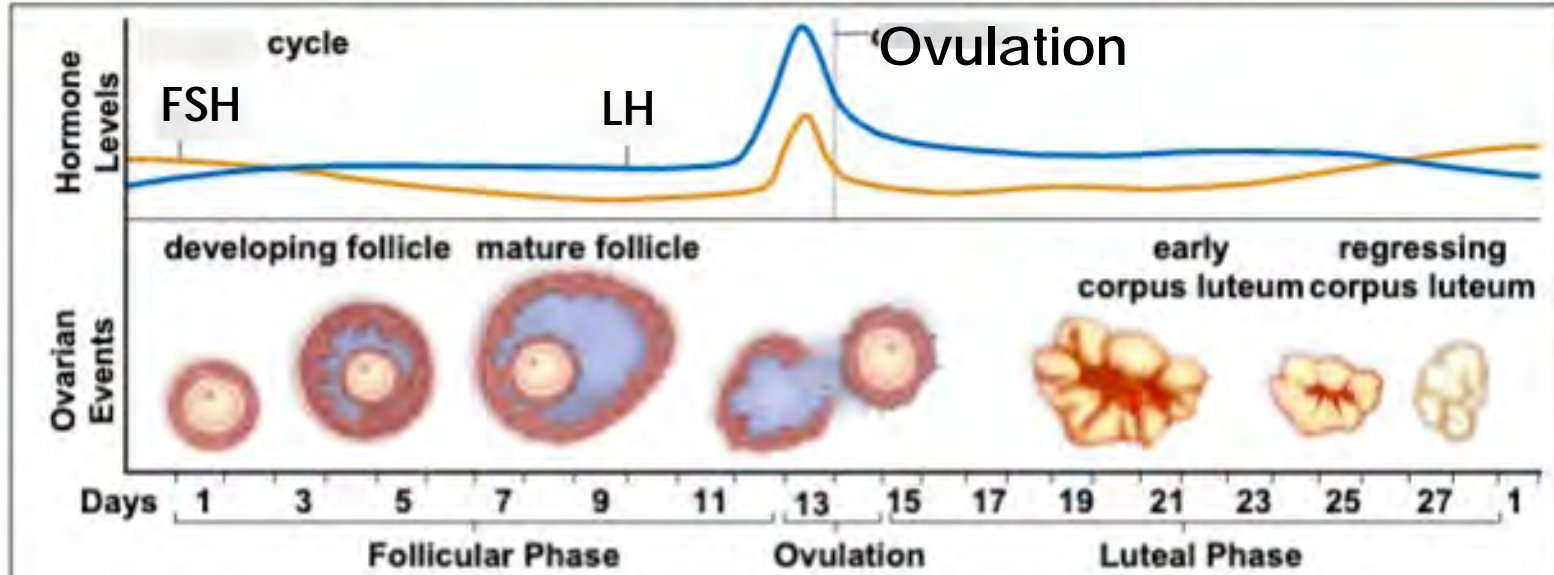 cycle
Ovulation
FSH
LH
Hormone
Levels
developing follicle
mature follicle
early
corpus luteum
regressing
corpus luteum
Ovarian
Events
Days 1 3 5 7 9 11 13 15 17 19 21 23 25 27 1
Follicular Phase
Ovulation
Luteal Phase